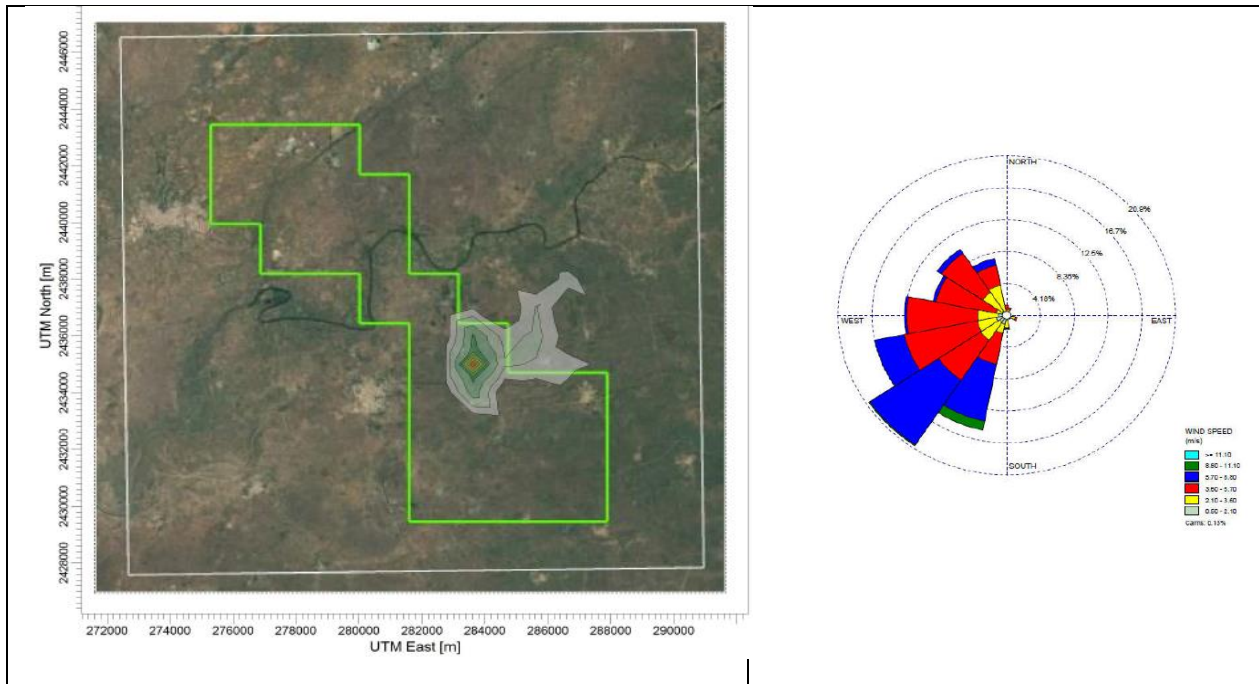 UTM North [m]
2446000
2444000
2442000
2440000
2438000
2436000
2434000
2432000
2430000
2428000
272000 274000 276000 278000 280000 282000 284000 286000 288000 290000
UTM East [m]
NORTH
WEST
EAST
SOUTH
20.9%
16.7%
12.5%
8.36%
4.18%
WIND SPEED
(m/s)
>= 11.10
8.80 - 11.10
5.70 - 8.80
3.60 - 5.70
2.10 - 3.60
0.50 - 2.10
Calms: 0.13%